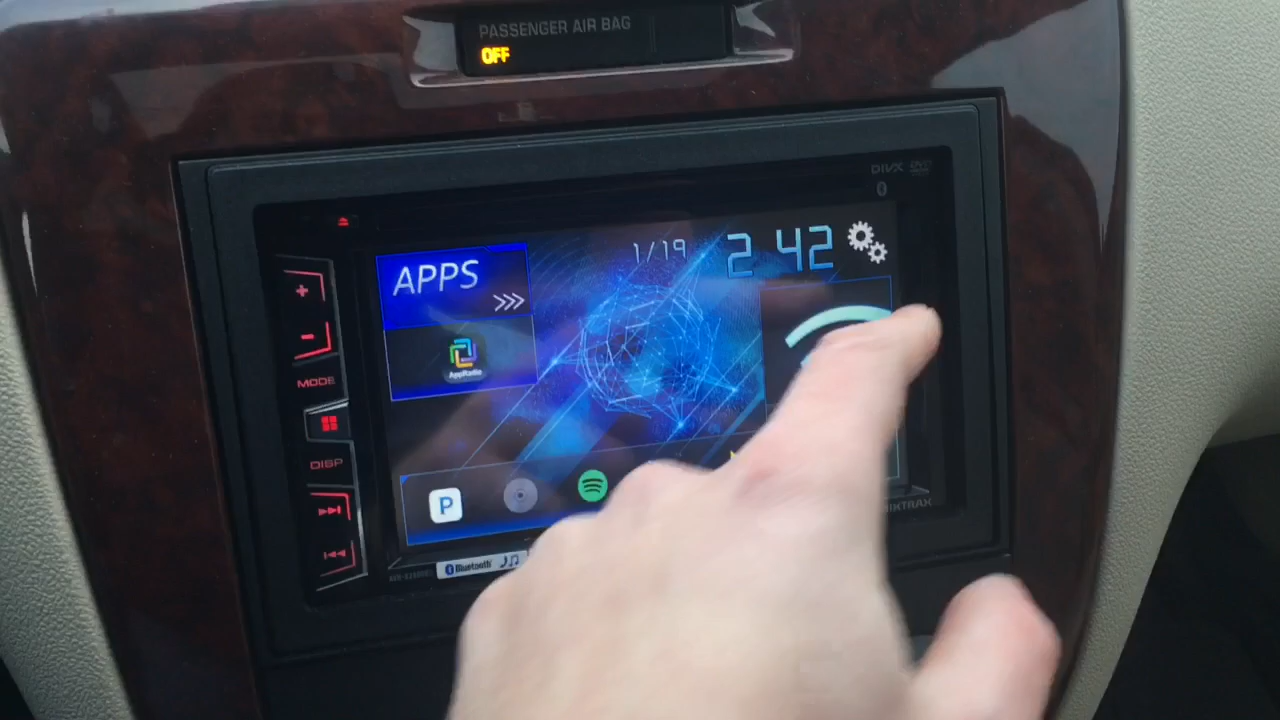 PASSENGER AIR BAG
OFF
DIVX
1/19
2 42
APPS
AppRadio
MODE
DISP
P
Bluetooth
MIXTRAX